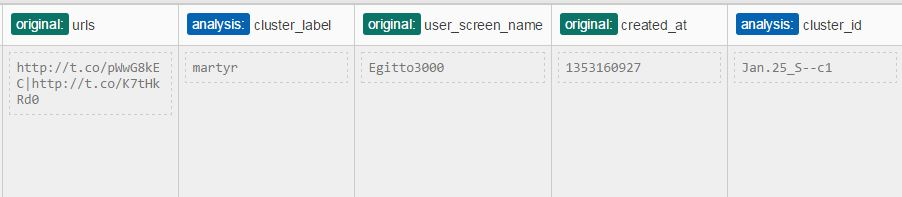 original: urls analysis: cluster_label original: user_screen_name original: created_at analysis: cluster_id
http://t.co/pWwG8kE martyr Egitto3000 1353160927 Jan.25_S--c1
C|http://t.co/K7tHk
Rd0